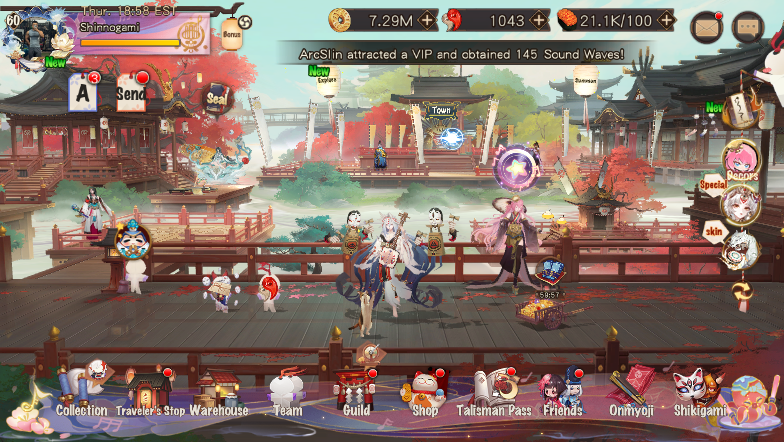 60
Thur. 18:58 EST
Shinnogami
New
Bonus
7.29M
1043
21.1K/100
ArcSlin attracted a VIP and obtained 145 Sound Waves!
A
3
Send
Seal
New
Explore
Town
Summon
New
Decors
Special
skin
59:57
Collection
Traveler's Stop
Warehouse
Team
Guild
Shop
Talisman Pass
Friends
Onmyoji
Shikigami